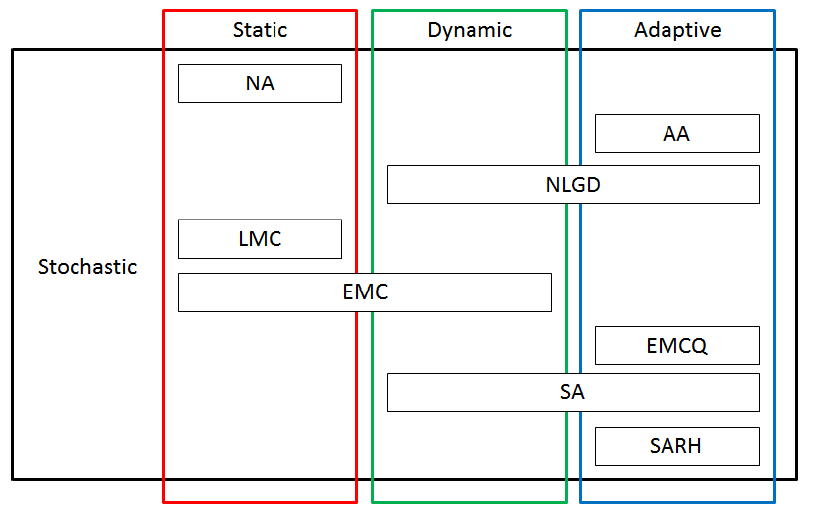 Static
Dynamic
Adaptive
NA
AA
NLGD
LMC
Stochastic
EMC
EMCQ
SA
SARH